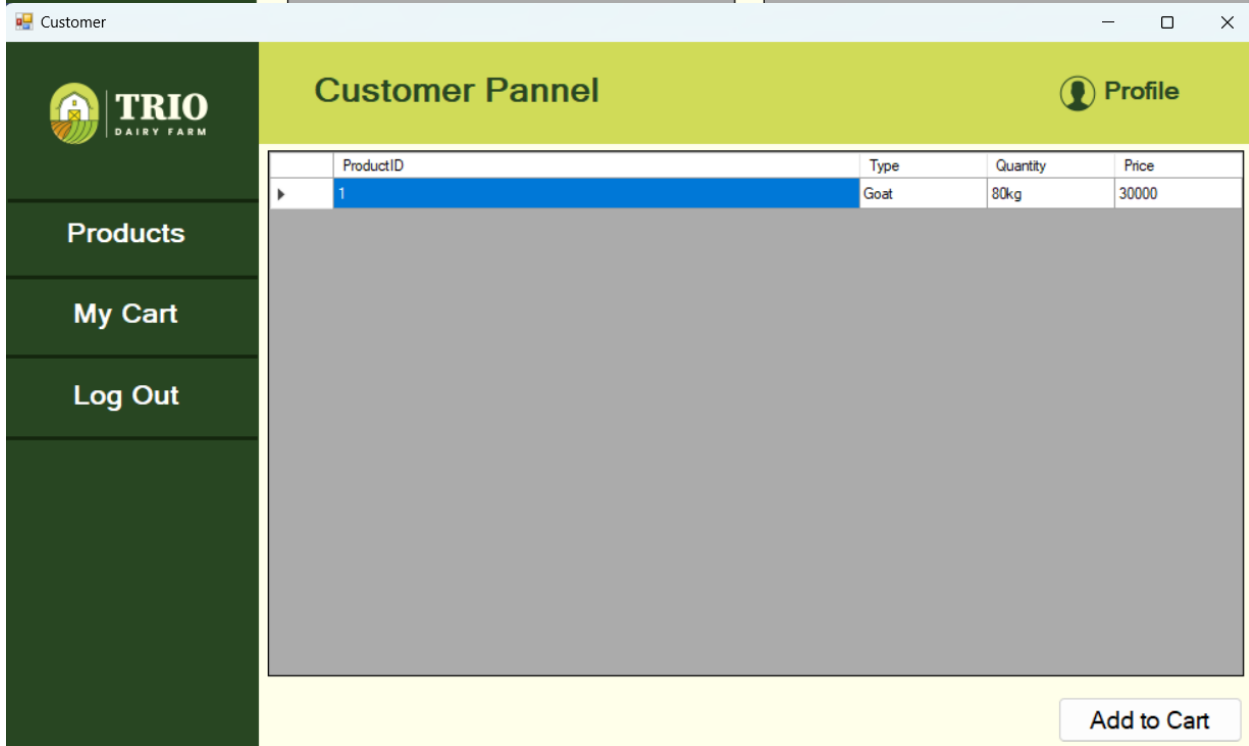 Customer
TRIO
DAIRY FARM
Customer Pannel
Profile
Products
My Cart
Log Out
ProductID Type Quantity Price
1 Goat 80kg 30000
Add to Cart